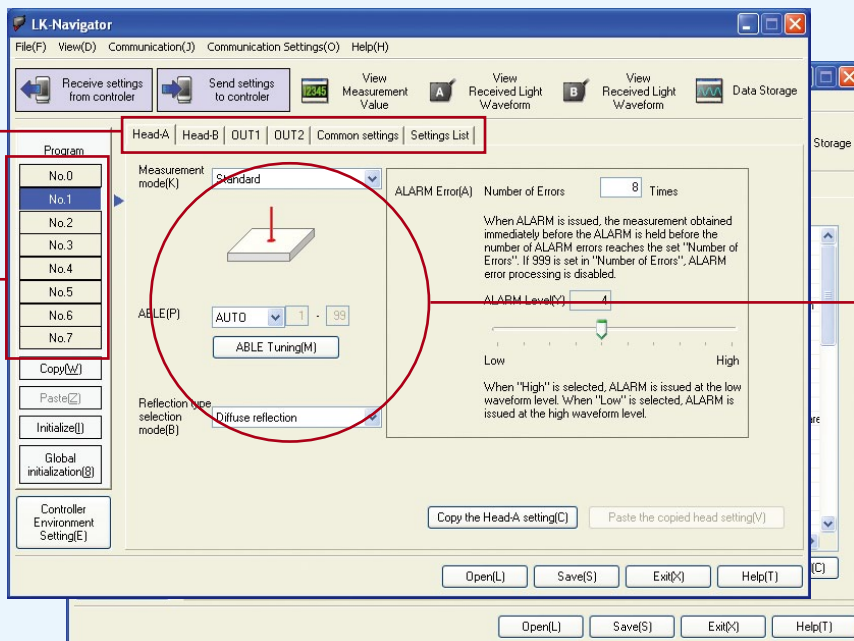 LK-Navigator
File(F) View(D) Communication(J) Communication Settings(O) Help(H)
Receive settings
from controler
Send settings
to controler
12345
View
Measurement
Value
A
View
Received Light
Waveform
B
View
Received Light
Waveform
Data Storage
Storage
Head-A Head-B OUT1 OUT2 Common settings Settings List
Program
No.0
No.1
No.2
No.3
No.4
No.5
No.6
No.7
Copy(W)
Paste(Z)
Initialize(I)
Global
initialization(8)
Controller
Environment
Setting(E)
Measurement
mode(K)
Standard
ABLE(P)
AUTO 1 - 99
ABLE Tuning(M)
Reflection type
selection
mode(B)
Diffuse reflection
ALARM Error(A) Number of Errors 8 Times
When ALARM is issued, the measurement obtained
immediately before the ALARM is held before the
number of ALARM errors reaches the set "Number of
Errors". If 999 is set in "Number of Errors", ALARM
error processing is disabled.
ALARM Level(Y) 4
Low High
When "High" is selected, ALARM is issued at the low
waveform level. When "Low" is selected, ALARM is
issued at the high waveform level.
Copy the Head-A setting(C) Paste the copied head setting(V)
Open(L) Save(S) Exit(X) Help(T)
(C)
Open(L) Save(S) Exit(X) Help(T)